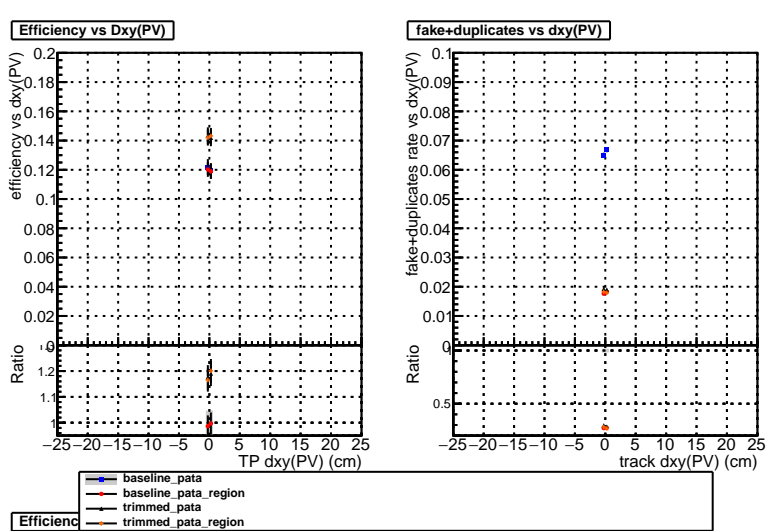 Efficiency vs Dxy(PV)
efficiency vs dxy(PV)
0.2
0.18
0.16
0.14
0.12
0.1
0.08
0.06
0.04
0.02
0
Ratio
1.2
1.1
1
−25 −20 −15 −10 −5 0 5 10 15 20 25
TP dxy(PV) (cm)
fake+duplicates vs dxy(PV)
fake+duplicates rate vs dxy(PV)
0.1
0.09
0.08
0.07
0.06
0.05
0.04
0.03
0.02
0.01
0
Ratio
0.5
−25 −20 −15 −10 −5 0 5 10 15 20 25
track dxy(PV) (cm)
baseline_pata
baseline_pata_region
trimmed_pata
trimmed_pata_region
Efficienc